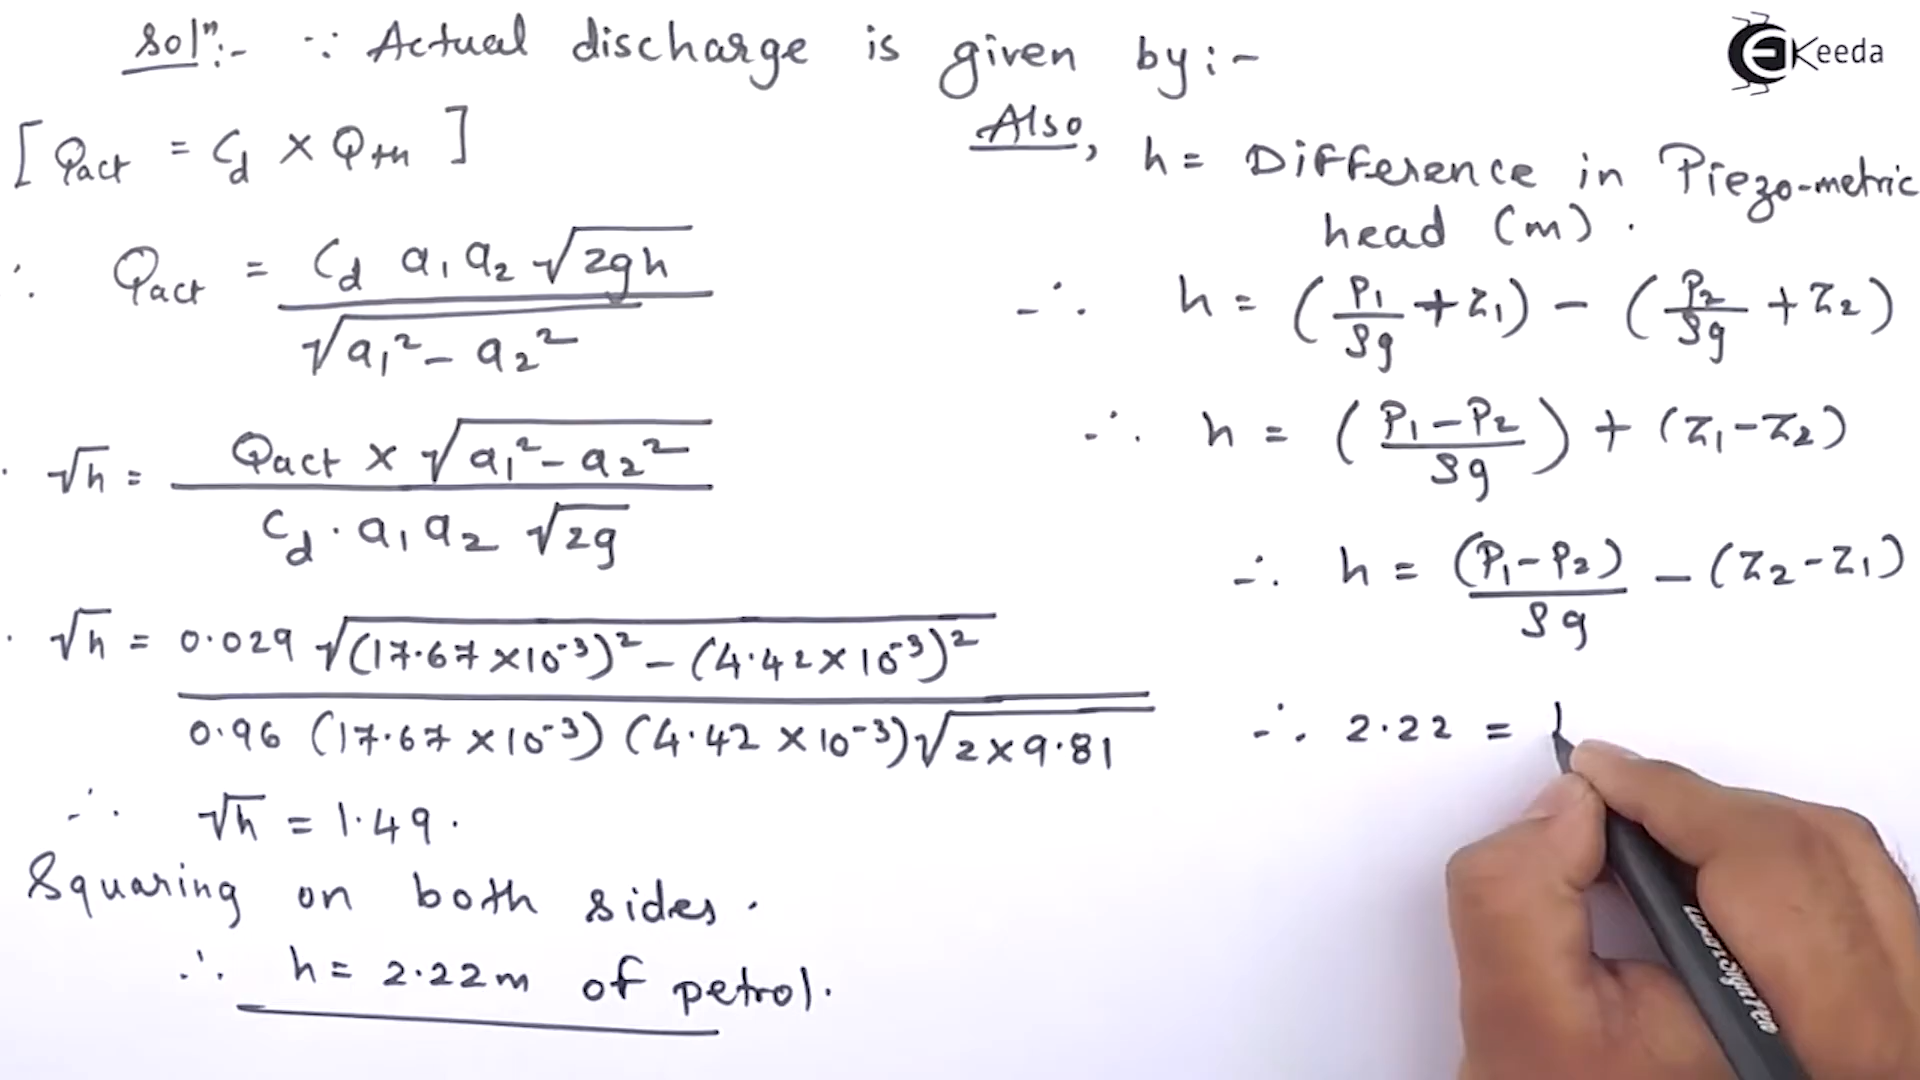 Solⁿ:- ∵ Actual discharge is given by:-
[ Qact = Cd × Qth ]
∴ Qact = Cd a₁ a₂ √2gh / √a₁² - a₂²
√h = Qact × √a₁² - a₂² / Cd · a₁ a₂ √2g
√h = 0.029 √(17.67 × 10⁻³)² - (4.42 × 10⁻³)² / 0.96 (17.67 × 10⁻³) (4.42 × 10⁻³) √2 × 9.81
∴ √h = 1.49.
Squaring on both sides.
∴ h = 2.22m of petrol.
Also, h = Difference in Piezo-metric
head (m).
∴ h = (P₁/ρg + Z₁) - (P₂/ρg + Z₂)
∴ h = (P₁ - P₂/ρg) + (Z₁ - Z₂)
∴ h = (P₁ - P₂)/ρg - (Z₂ - Z₁)
∴ 2.22 =
EKeeda